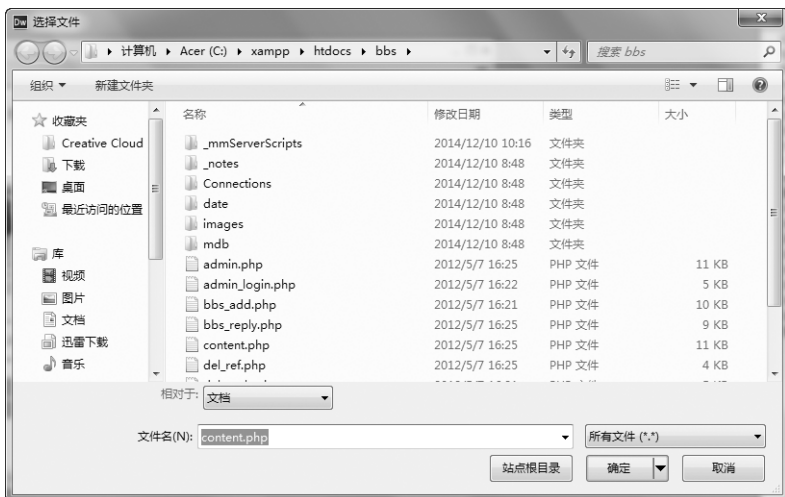 Dw 选择文件
计算机 Acer (C:) xampp htdocs bbs 搜索 bbs
组织 新建文件夹
收藏夹
Creative Cloud
下载
桌面
最近访问的位置
库
视频
图片
文档
迅雷下载
音乐
名称 修改日期 类型 大小
_mmServerScripts 2014/12/10 10:16 文件夹
_notes 2014/12/10 8:48 文件夹
Connections 2014/12/10 8:48 文件夹
date 2014/12/10 8:48 文件夹
images 2014/12/10 8:48 文件夹
mdb 2014/12/10 8:48 文件夹
admin.php 2012/5/7 16:25 PHP 文件 11 KB
admin_login.php 2012/5/7 16:22 PHP 文件 5 KB
bbs_add.php 2012/5/7 16:21 PHP 文件 10 KB
bbs_reply.php 2012/5/7 16:25 PHP 文件 9 KB
content.php 2012/5/7 16:25 PHP 文件 11 KB
del_ref.php 2012/5/7 16:25 PHP 文件 4 KB
相对于: 文档
文件名(N): content.php 所有文件 (*.*)
站点根目录 确定 取消